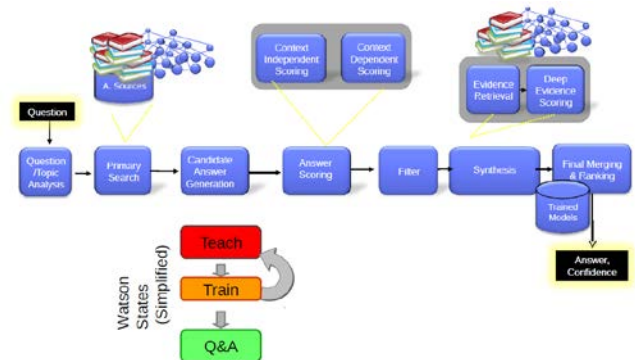 A. Sources
Context
Independent
Scoring
Context
Dependent
Scoring
Evidence
Retrieval
Deep
Evidence
Scoring
Question
Question
/Topic
Analysis
Primary
Search
Candidate
Answer
Generation
Answer
Scoring
Filter
Synthesis
Final Merging
& Ranking
Trained
Models
Answer,
Confidence
Watson
States
(Simplified)
Teach
Train
Q&A